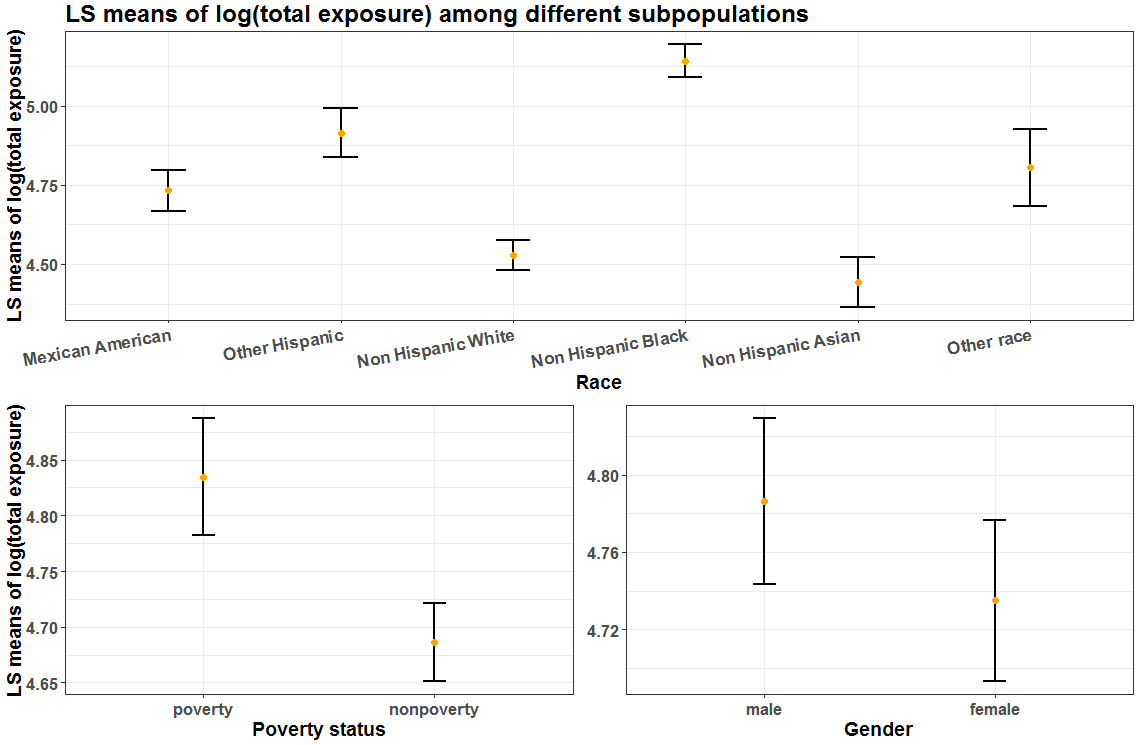 LS means of log(total exposure) among different subpopulations
LS means of log(total exposure)
5.00
4.75
4.50
Mexican American
Other Hispanic
Non Hispanic White
Non Hispanic Black
Non Hispanic Asian
Other race
Race
LS means of log(total exposure)
4.85
4.80
4.75
4.70
4.65
poverty
nonpoverty
Poverty status
4.80
4.76
4.72
male
female
Gender